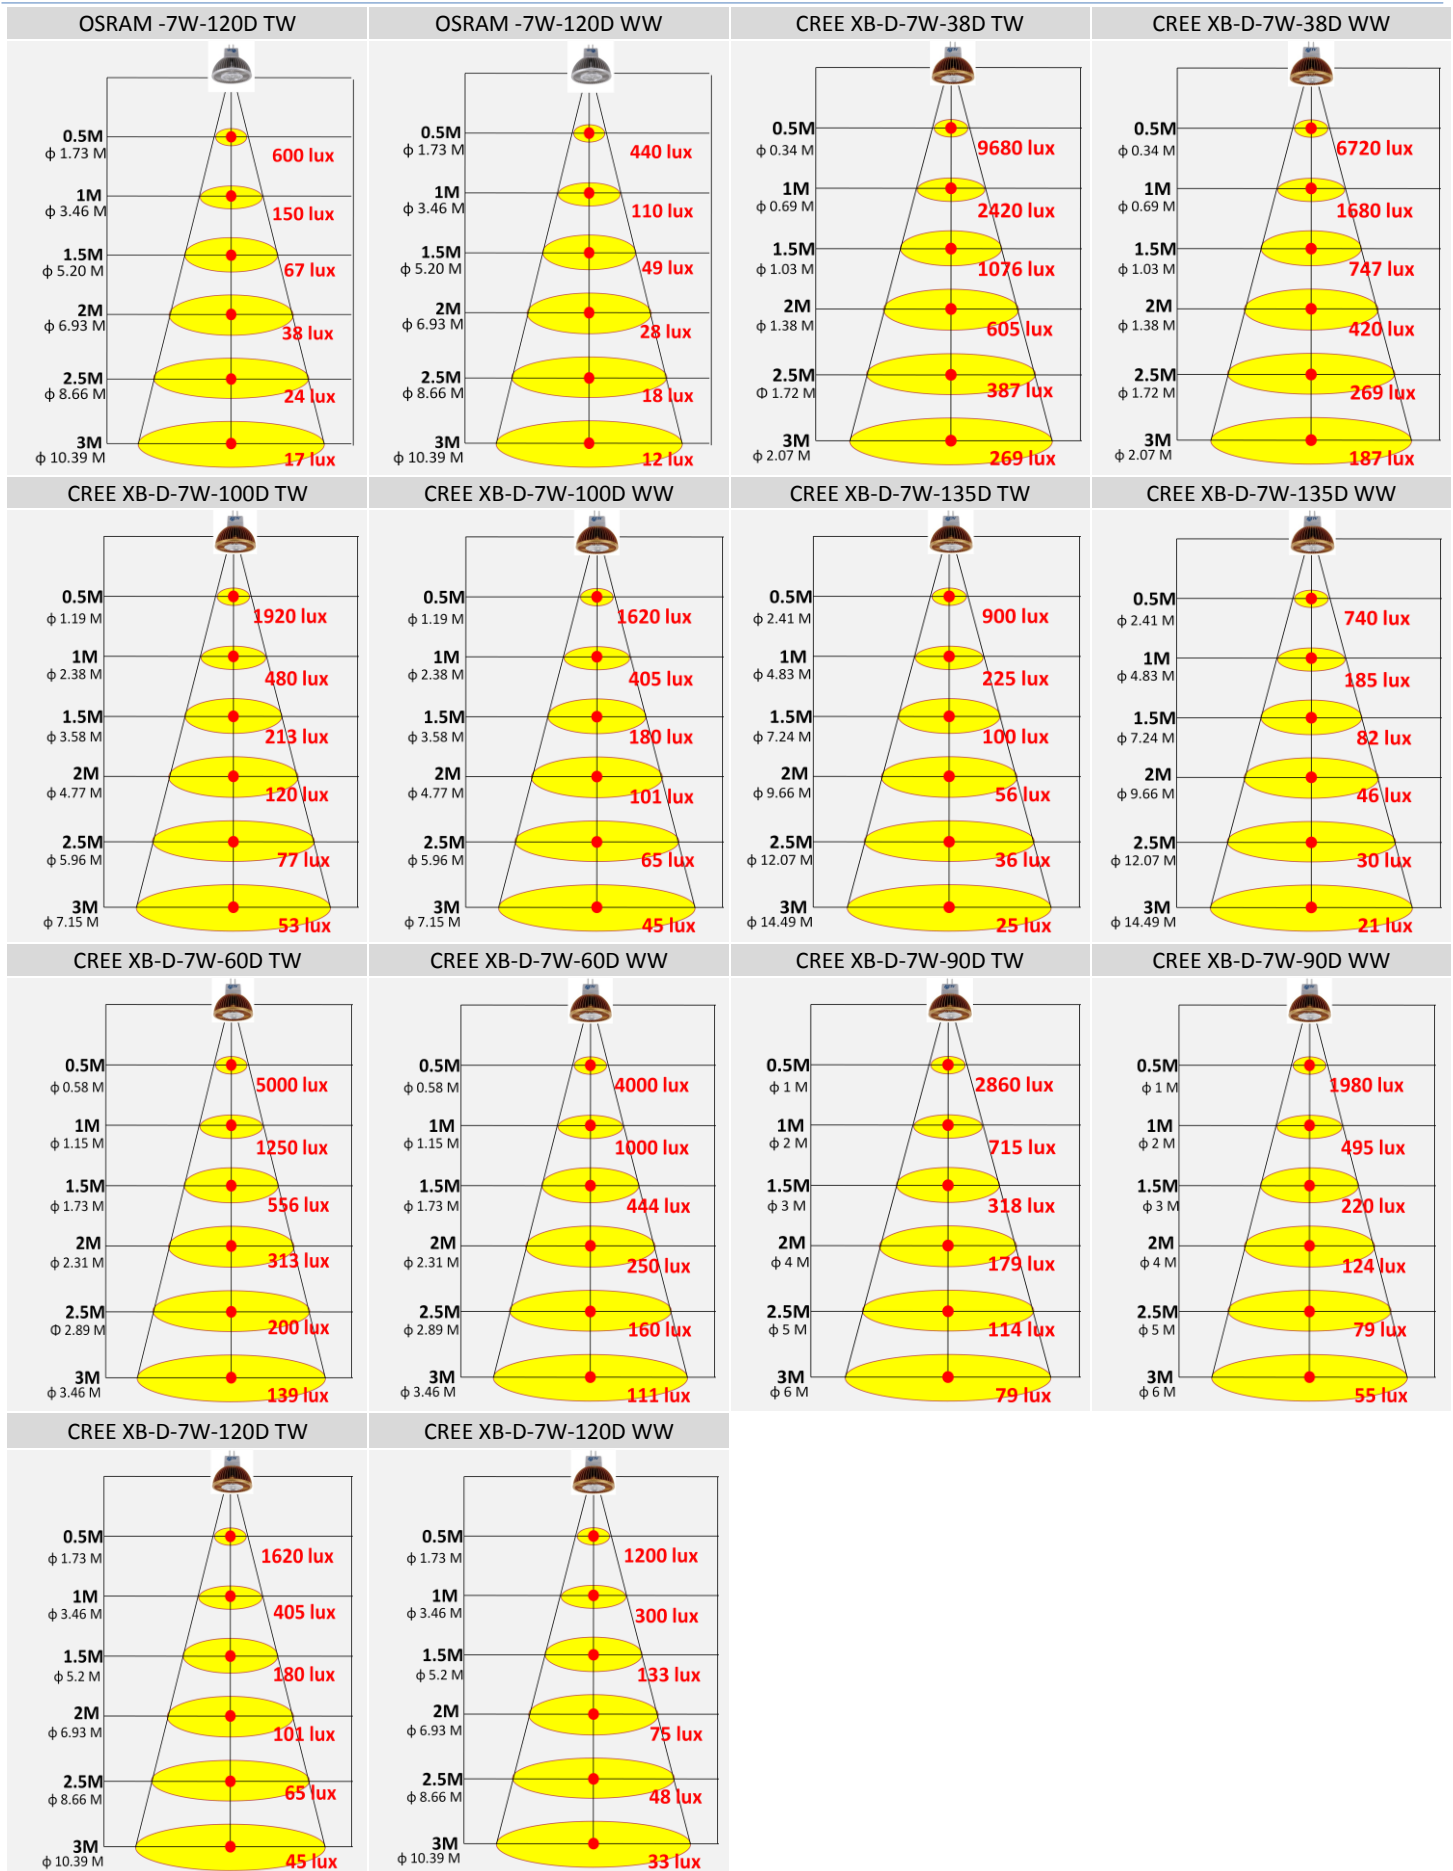 OSRAM -7W-120D TW
0.5M
ф 1.73 M
600 lux
1M
ф 3.46 M
150 lux
1.5M
ф 5.20 M
67 lux
2M
ф 6.93 M
38 lux
2.5M
ф 8.66 M
24 lux
3M
ф 10.39 M
17 lux
OSRAM -7W-120D WW
0.5M
ф 1.73 M
440 lux
1M
ф 3.46 M
110 lux
1.5M
ф 5.20 M
49 lux
2M
ф 6.93 M
28 lux
2.5M
ф 8.66 M
18 lux
3M
ф 10.39 M
12 lux
CREE XB-D-7W-38D TW
0.5M
ф 0.34 M
9680 lux
1M
ф 0.69 M
2420 lux
1.5M
ф 1.03 M
1076 lux
2M
ф 1.38 M
605 lux
2.5M
Ф 1.72 M
387 lux
3M
ф 2.07 M
269 lux
CREE XB-D-7W-38D WW
0.5M
ф 0.34 M
6720 lux
1M
ф 0.69 M
1680 lux
1.5M
ф 1.03 M
747 lux
2M
ф 1.38 M
420 lux
2.5M
ф 1.72 M
269 lux
3M
ф 2.07 M
187 lux
CREE XB-D-7W-100D TW
0.5M
ф 1.19 M
1920 lux
1M
ф 2.38 M
480 lux
1.5M
ф 3.58 M
213 lux
2M
ф 4.77 M
120 lux
2.5M
ф 5.96 M
77 lux
3M
ф 7.15 M
53 lux
CREE XB-D-7W-100D WW
0.5M
ф 1.19 M
1620 lux
1M
ф 2.38 M
405 lux
1.5M
ф 3.58 M
180 lux
2M
ф 4.77 M
101 lux
2.5M
ф 5.96 M
65 lux
3M
ф 7.15 M
45 lux
CREE XB-D-7W-135D TW
0.5M
ф 2.41 M
900 lux
1M
ф 4.83 M
225 lux
1.5M
ф 7.24 M
100 lux
2M
ф 9.66 M
56 lux
2.5M
ф 12.07 M
36 lux
3M
ф 14.49 M
25 lux
CREE XB-D-7W-135D WW
0.5M
ф 2.41 M
740 lux
1M
ф 4.83 M
185 lux
1.5M
ф 7.24 M
82 lux
2M
ф 9.66 M
46 lux
2.5M
ф 12.07 M
30 lux
3M
ф 14.49 M
21 lux
CREE XB-D-7W-60D TW
0.5M
ф 0.58 M
5000 lux
1M
ф 1.15 M
1250 lux
1.5M
ф 1.73 M
556 lux
2M
ф 2.31 M
313 lux
2.5M
Ф 2.89 M
200 lux
3M
ф 3.46 M
139 lux
CREE XB-D-7W-60D WW
0.5M
ф 0.58 M
4000 lux
1M
ф 1.15 M
1000 lux
1.5M
ф 1.73 M
444 lux
2M
ф 2.31 M
250 lux
2.5M
ф 2.89 M
160 lux
3M
ф 3.46 M
111 lux
CREE XB-D-7W-90D TW
0.5M
ф 1 M
2860 lux
1M
ф 2 M
715 lux
1.5M
ф 3 M
318 lux
2M
ф 4 M
179 lux
2.5M
ф 5 M
114 lux
3M
ф 6 M
79 lux
CREE XB-D-7W-90D WW
0.5M
ф 1 M
1980 lux
1M
ф 2 M
495 lux
1.5M
ф 3 M
220 lux
2M
ф 4 M
124 lux
2.5M
ф 5 M
79 lux
3M
ф 6 M
55 lux
CREE XB-D-7W-120D TW
0.5M
ф 1.73 M
1620 lux
1M
ф 3.46 M
405 lux
1.5M
ф 5.2 M
180 lux
2M
ф 6.93 M
101 lux
2.5M
ф 8.66 M
65 lux
3M
ф 10.39 M
45 lux
CREE XB-D-7W-120D WW
0.5M
ф 1.73 M
1200 lux
1M
ф 3.46 M
300 lux
1.5M
ф 5.2 M
133 lux
2M
ф 6.93 M
75 lux
2.5M
ф 8.66 M
48 lux
3M
ф 10.39 M
33 lux